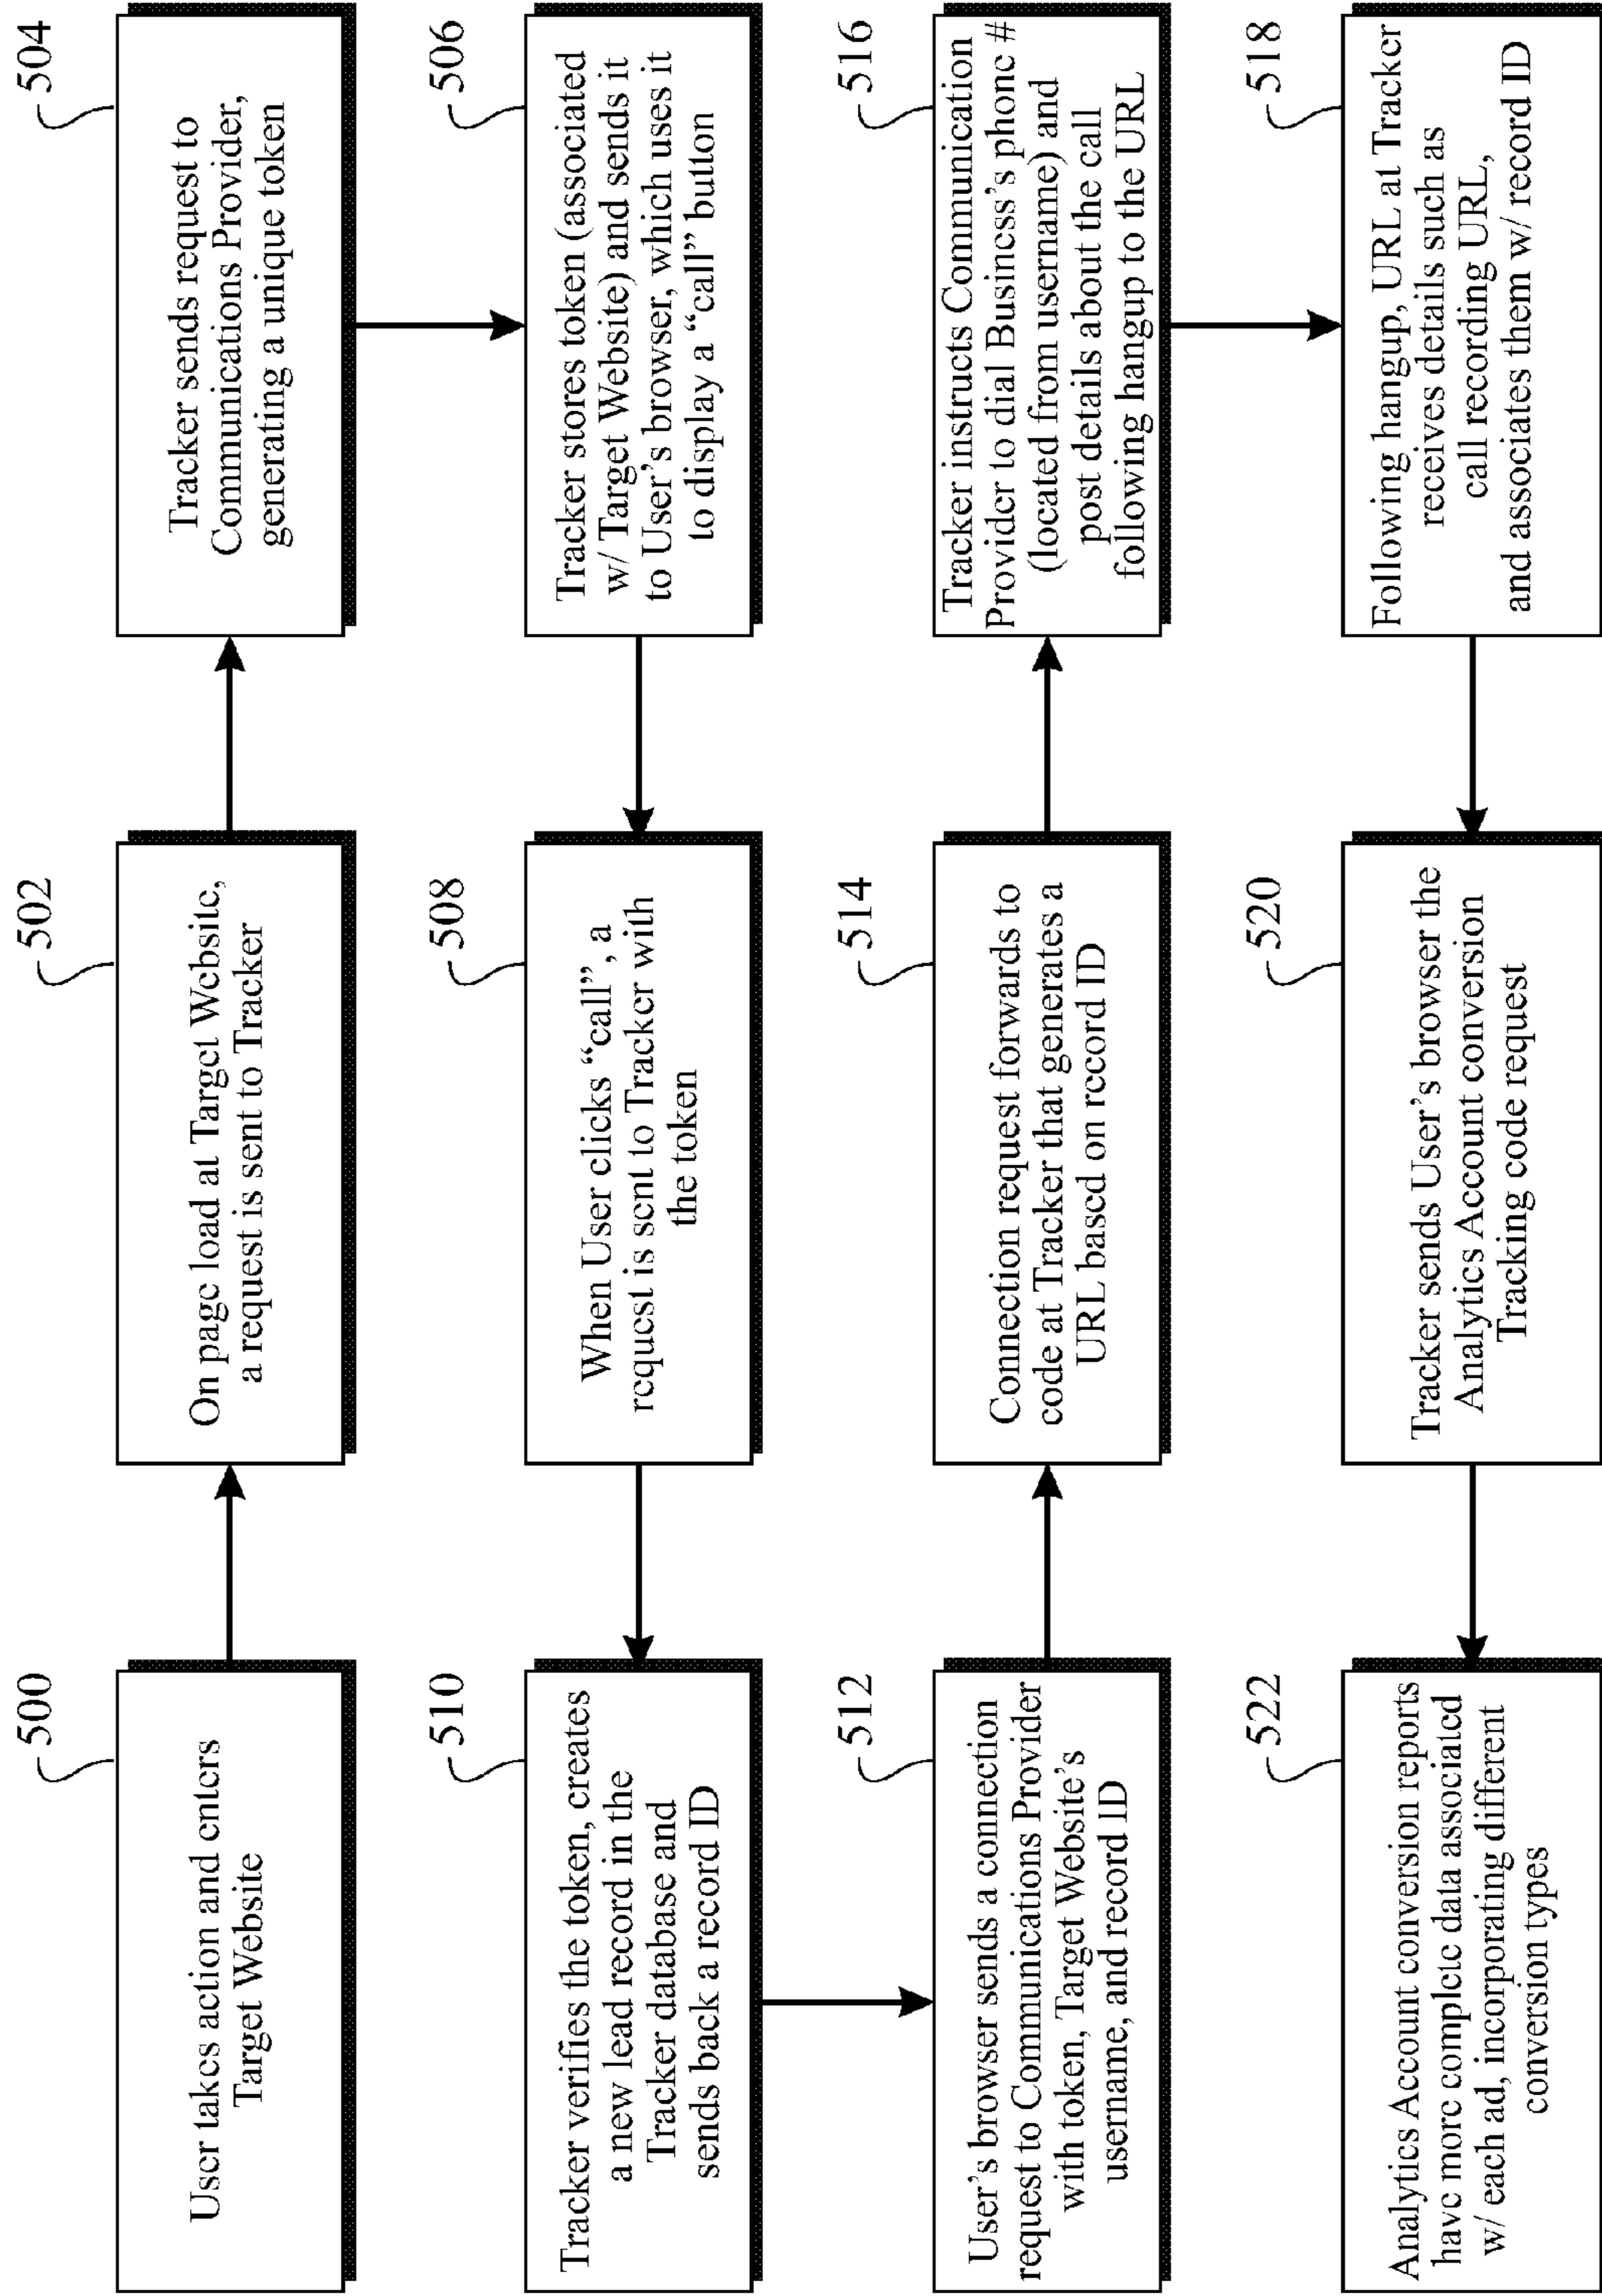 500
User takes action and enters
Target Website
502
On page load at Target Website,
a request is sent to Tracker
504
Tracker sends request to
Communications Provider,
generating a unique token
506
Tracker stores token (associated
w/ Target Website) and sends it
to User's browser, which uses it
to display a “call” button
508
When User clicks “call”, a
request is sent to Tracker with
the token
510
Tracker verifies the token, creates
a new lead record in the
Tracker database and
sends back a record ID
512
User's browser sends a connection
request to Communications Provider
with token, Target Website's
username, and record ID
514
Connection request forwards to
code at Tracker that generates a
URL based on record ID
516
Tracker instructs Communication
Provider to dial Business's phone #
(located from username) and
post details about the call
following hangup to the URL
518
Following hangup, URL at Tracker
receives details such as
call recording URL,
and associates them w/ record ID
520
Tracker sends User's browser the
Analytics Account conversion
Tracking code request
522
Analytics Account conversion reports
have more complete data associated
w/ each ad, incorporating different
conversion types